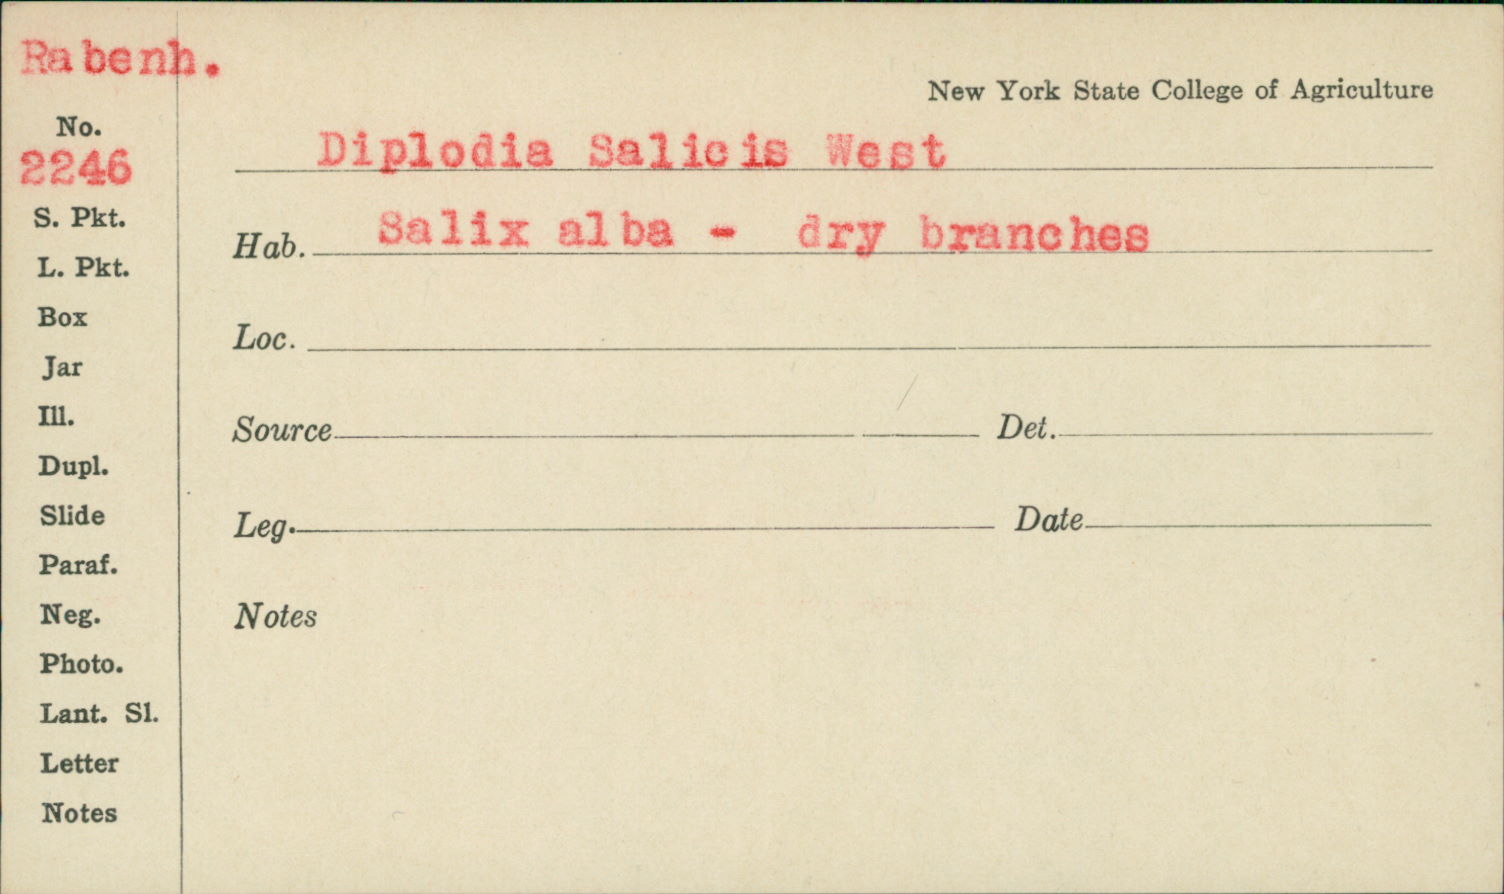 Rabenh.
New York State College of Agriculture
No.
2246
Diplodia Salicis West
Hab. Salix alba - dry branches
Loc.
Source Det.
Leg. Date
Notes
S. Pkt.
L. Pkt.
Box
Jar
Ill.
Dupl.
Slide
Paraf.
Neg.
Photo.
Lant. Sl.
Letter
Notes